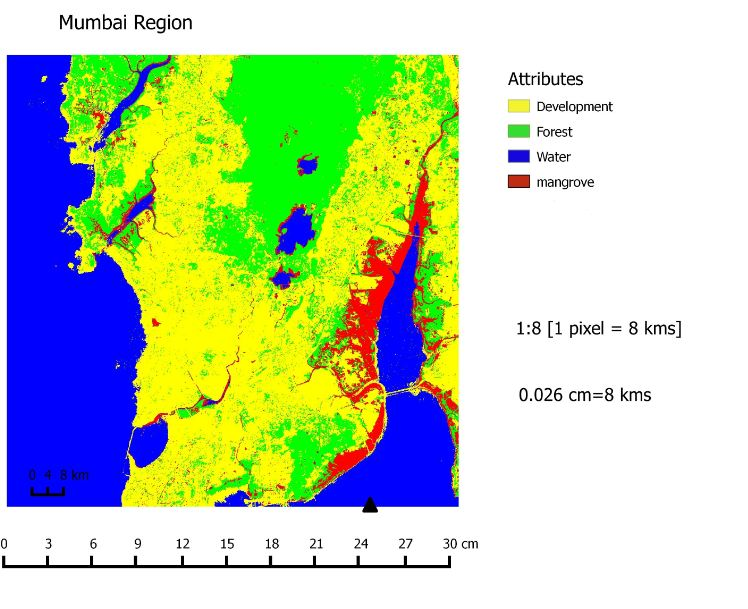 Mumbai Region
Attributes
Development
Forest
Water
mangrove
1:8 [1 pixel = 8 kms]
0.026 cm=8 kms
0 4 8 km
0 3 6 9 12 15 18 21 24 27 30 cm